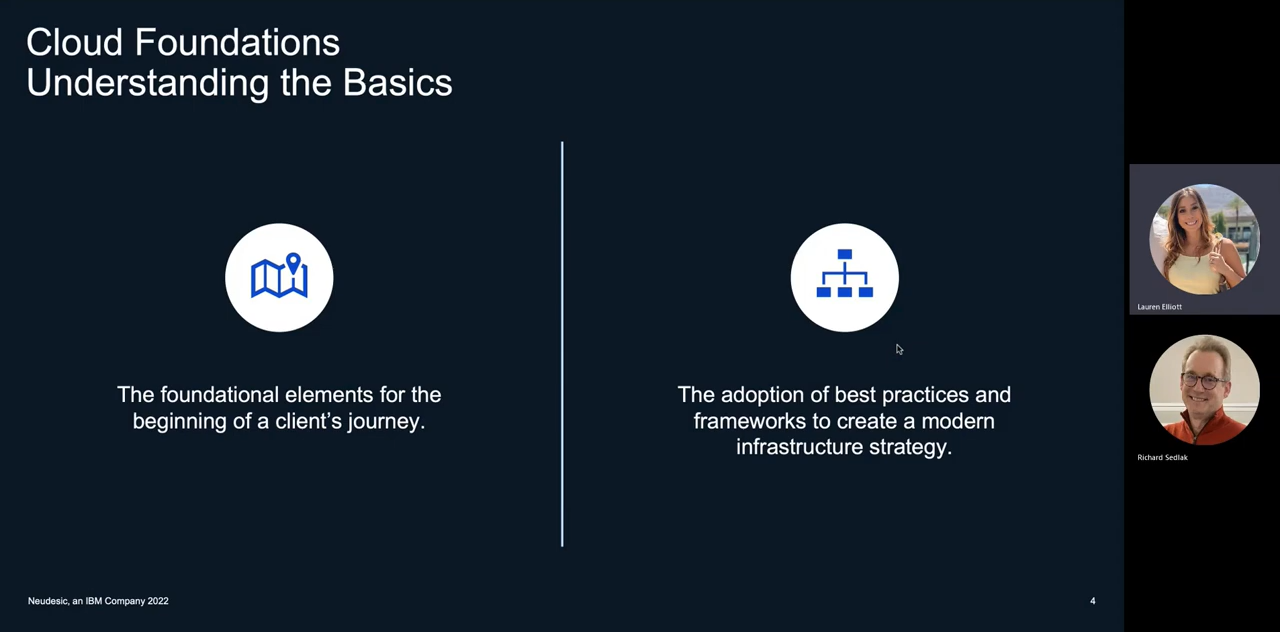 Cloud Foundations
Understanding the Basics
The foundational elements for the
beginning of a client’s journey.
The adoption of best practices and
frameworks to create a modern
infrastructure strategy.
Lauren Elliott
Richard Sedlak
Neudesic, an IBM Company 2022
4